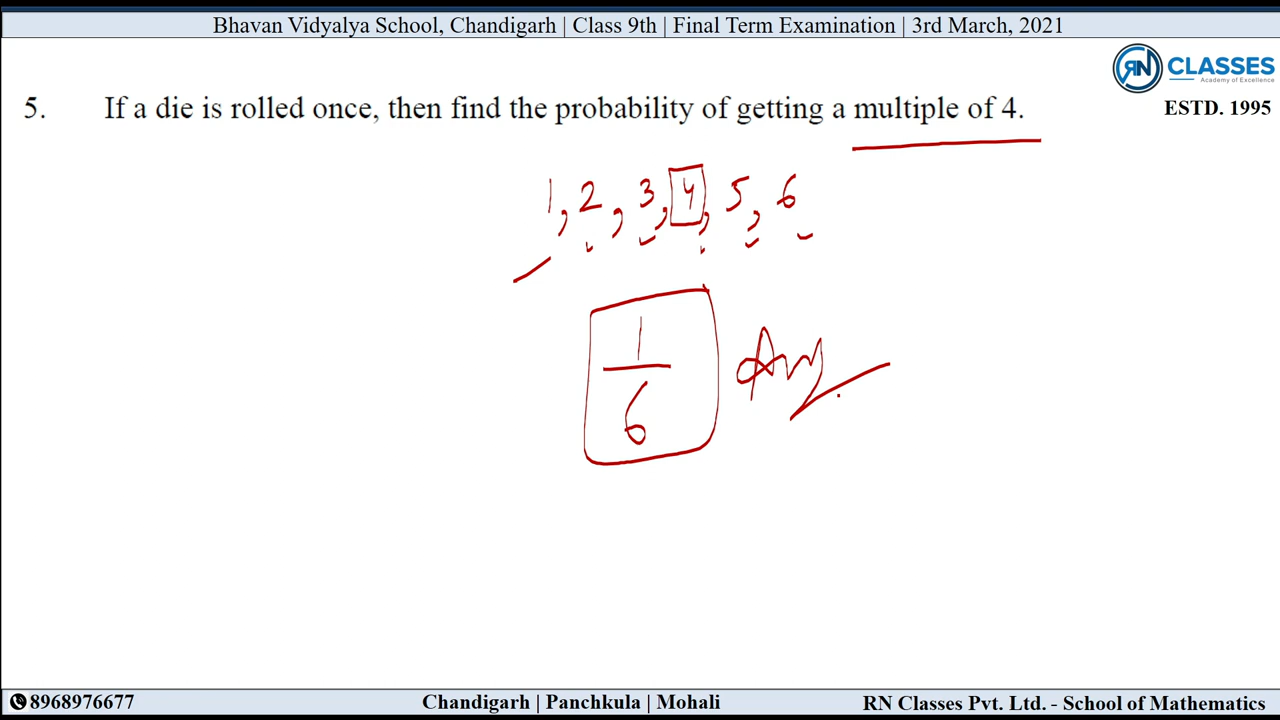 Bhavan Vidyalya School, Chandigarh | Class 9th | Final Term Examination | 3rd March, 2021
RN CLASSES
Academy of Excellence
ESTD. 1995
5. If a die is rolled once, then find the probability of getting a multiple of 4.
1, 2, 3, 4, 5, 6
1
6
Ans
8968976677
Chandigarh | Panchkula | Mohali
RN Classes Pvt. Ltd. - School of Mathematics